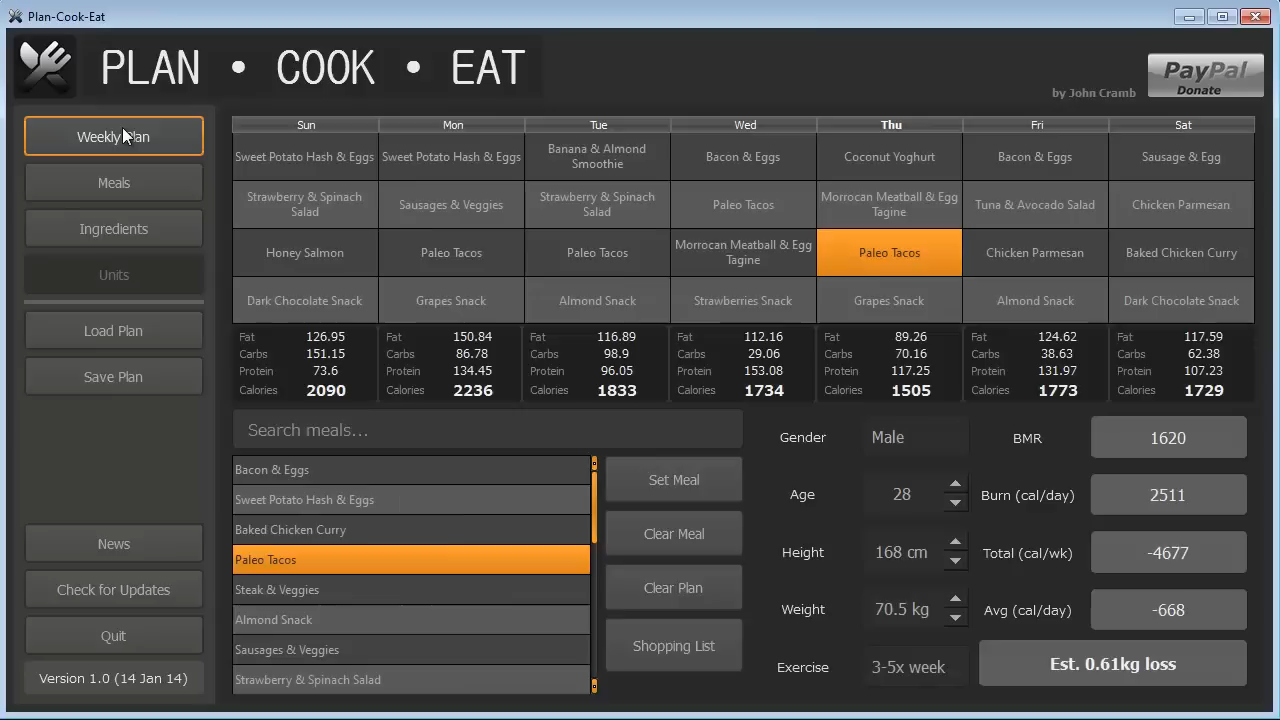 Plan-Cook-Eat
PLAN • COOK • EAT
by John Cramb
PayPal
Donate
Weekly Plan
Meals
Ingredients
Units
Load Plan
Save Plan
News
Check for Updates
Quit
Version 1.0 (14 Jan 14)
Sun Mon Tue Wed Thu Fri Sat
Sweet Potato Hash & Eggs
Sweet Potato Hash & Eggs
Banana & Almond
Smoothie
Bacon & Eggs
Coconut Yoghurt
Bacon & Eggs
Sausage & Egg
Strawberry & Spinach
Salad
Sausages & Veggies
Strawberry & Spinach
Salad
Paleo Tacos
Morrocan Meatball & Egg
Tagine
Tuna & Avocado Salad
Chicken Parmesan
Honey Salmon
Paleo Tacos
Paleo Tacos
Morrocan Meatball & Egg
Tagine
Paleo Tacos
Chicken Parmesan
Baked Chicken Curry
Dark Chocolate Snack
Grapes Snack
Almond Snack
Strawberries Snack
Grapes Snack
Almond Snack
Dark Chocolate Snack
Fat 126.95 Fat 150.84 Fat 116.89 Fat 112.16 Fat 89.26 Fat 124.62 Fat 117.59
Carbs 151.15 Carbs 86.78 Carbs 98.9 Carbs 29.06 Carbs 70.16 Carbs 38.63 Carbs 62.38
Protein 73.6 Protein 134.45 Protein 96.05 Protein 153.08 Protein 117.25 Protein 131.97 Protein 107.23
Calories 2090 Calories 2236 Calories 1833 Calories 1734 Calories 1505 Calories 1773 Calories 1729
Search meals...
Bacon & Eggs
Sweet Potato Hash & Eggs
Baked Chicken Curry
Paleo Tacos
Steak & Veggies
Almond Snack
Sausages & Veggies
Strawberry & Spinach Salad
Set Meal
Clear Meal
Clear Plan
Shopping List
Gender Male BMR 1620
Age 28 Burn (cal/day) 2511
Height 168 cm Total (cal/wk) -4677
Weight 70.5 kg Avg (cal/day) -668
Exercise 3-5x week Est. 0.61kg loss